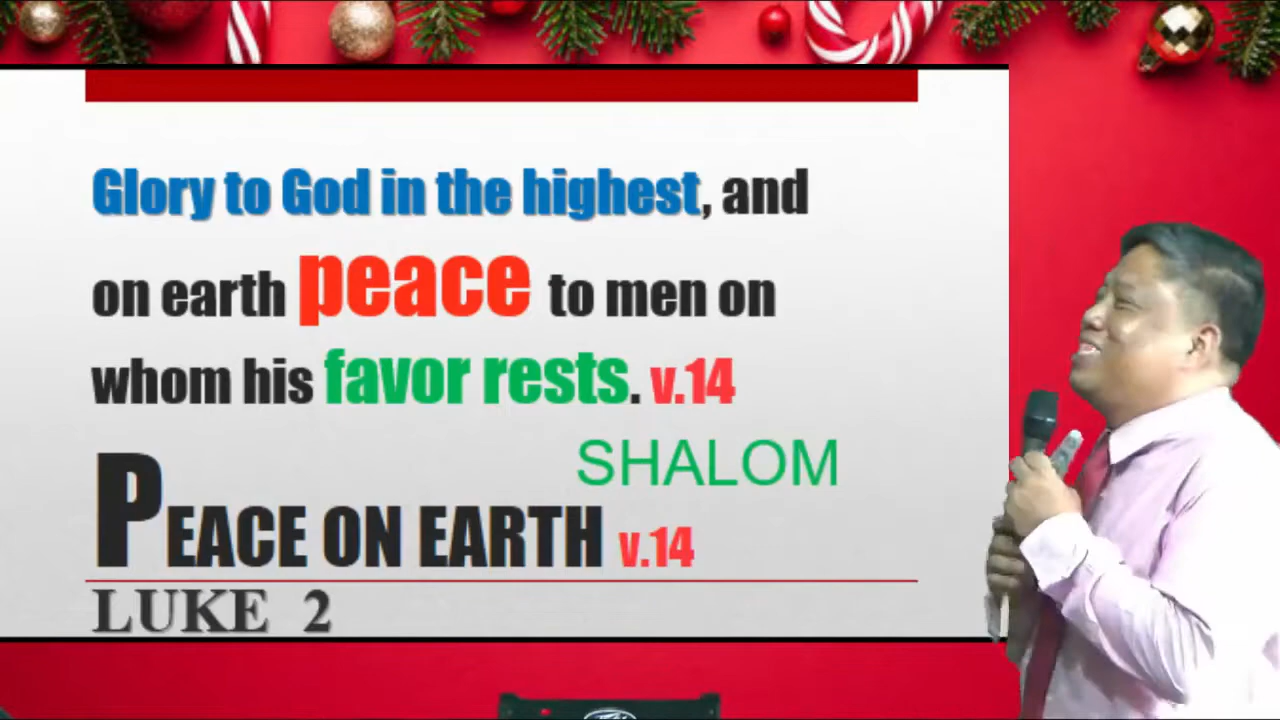 Glory to God in the highest, and
on earth peace to men on
whom his favor rests. v.14
SHALOM
PEACE ON EARTH v.14
LUKE 2